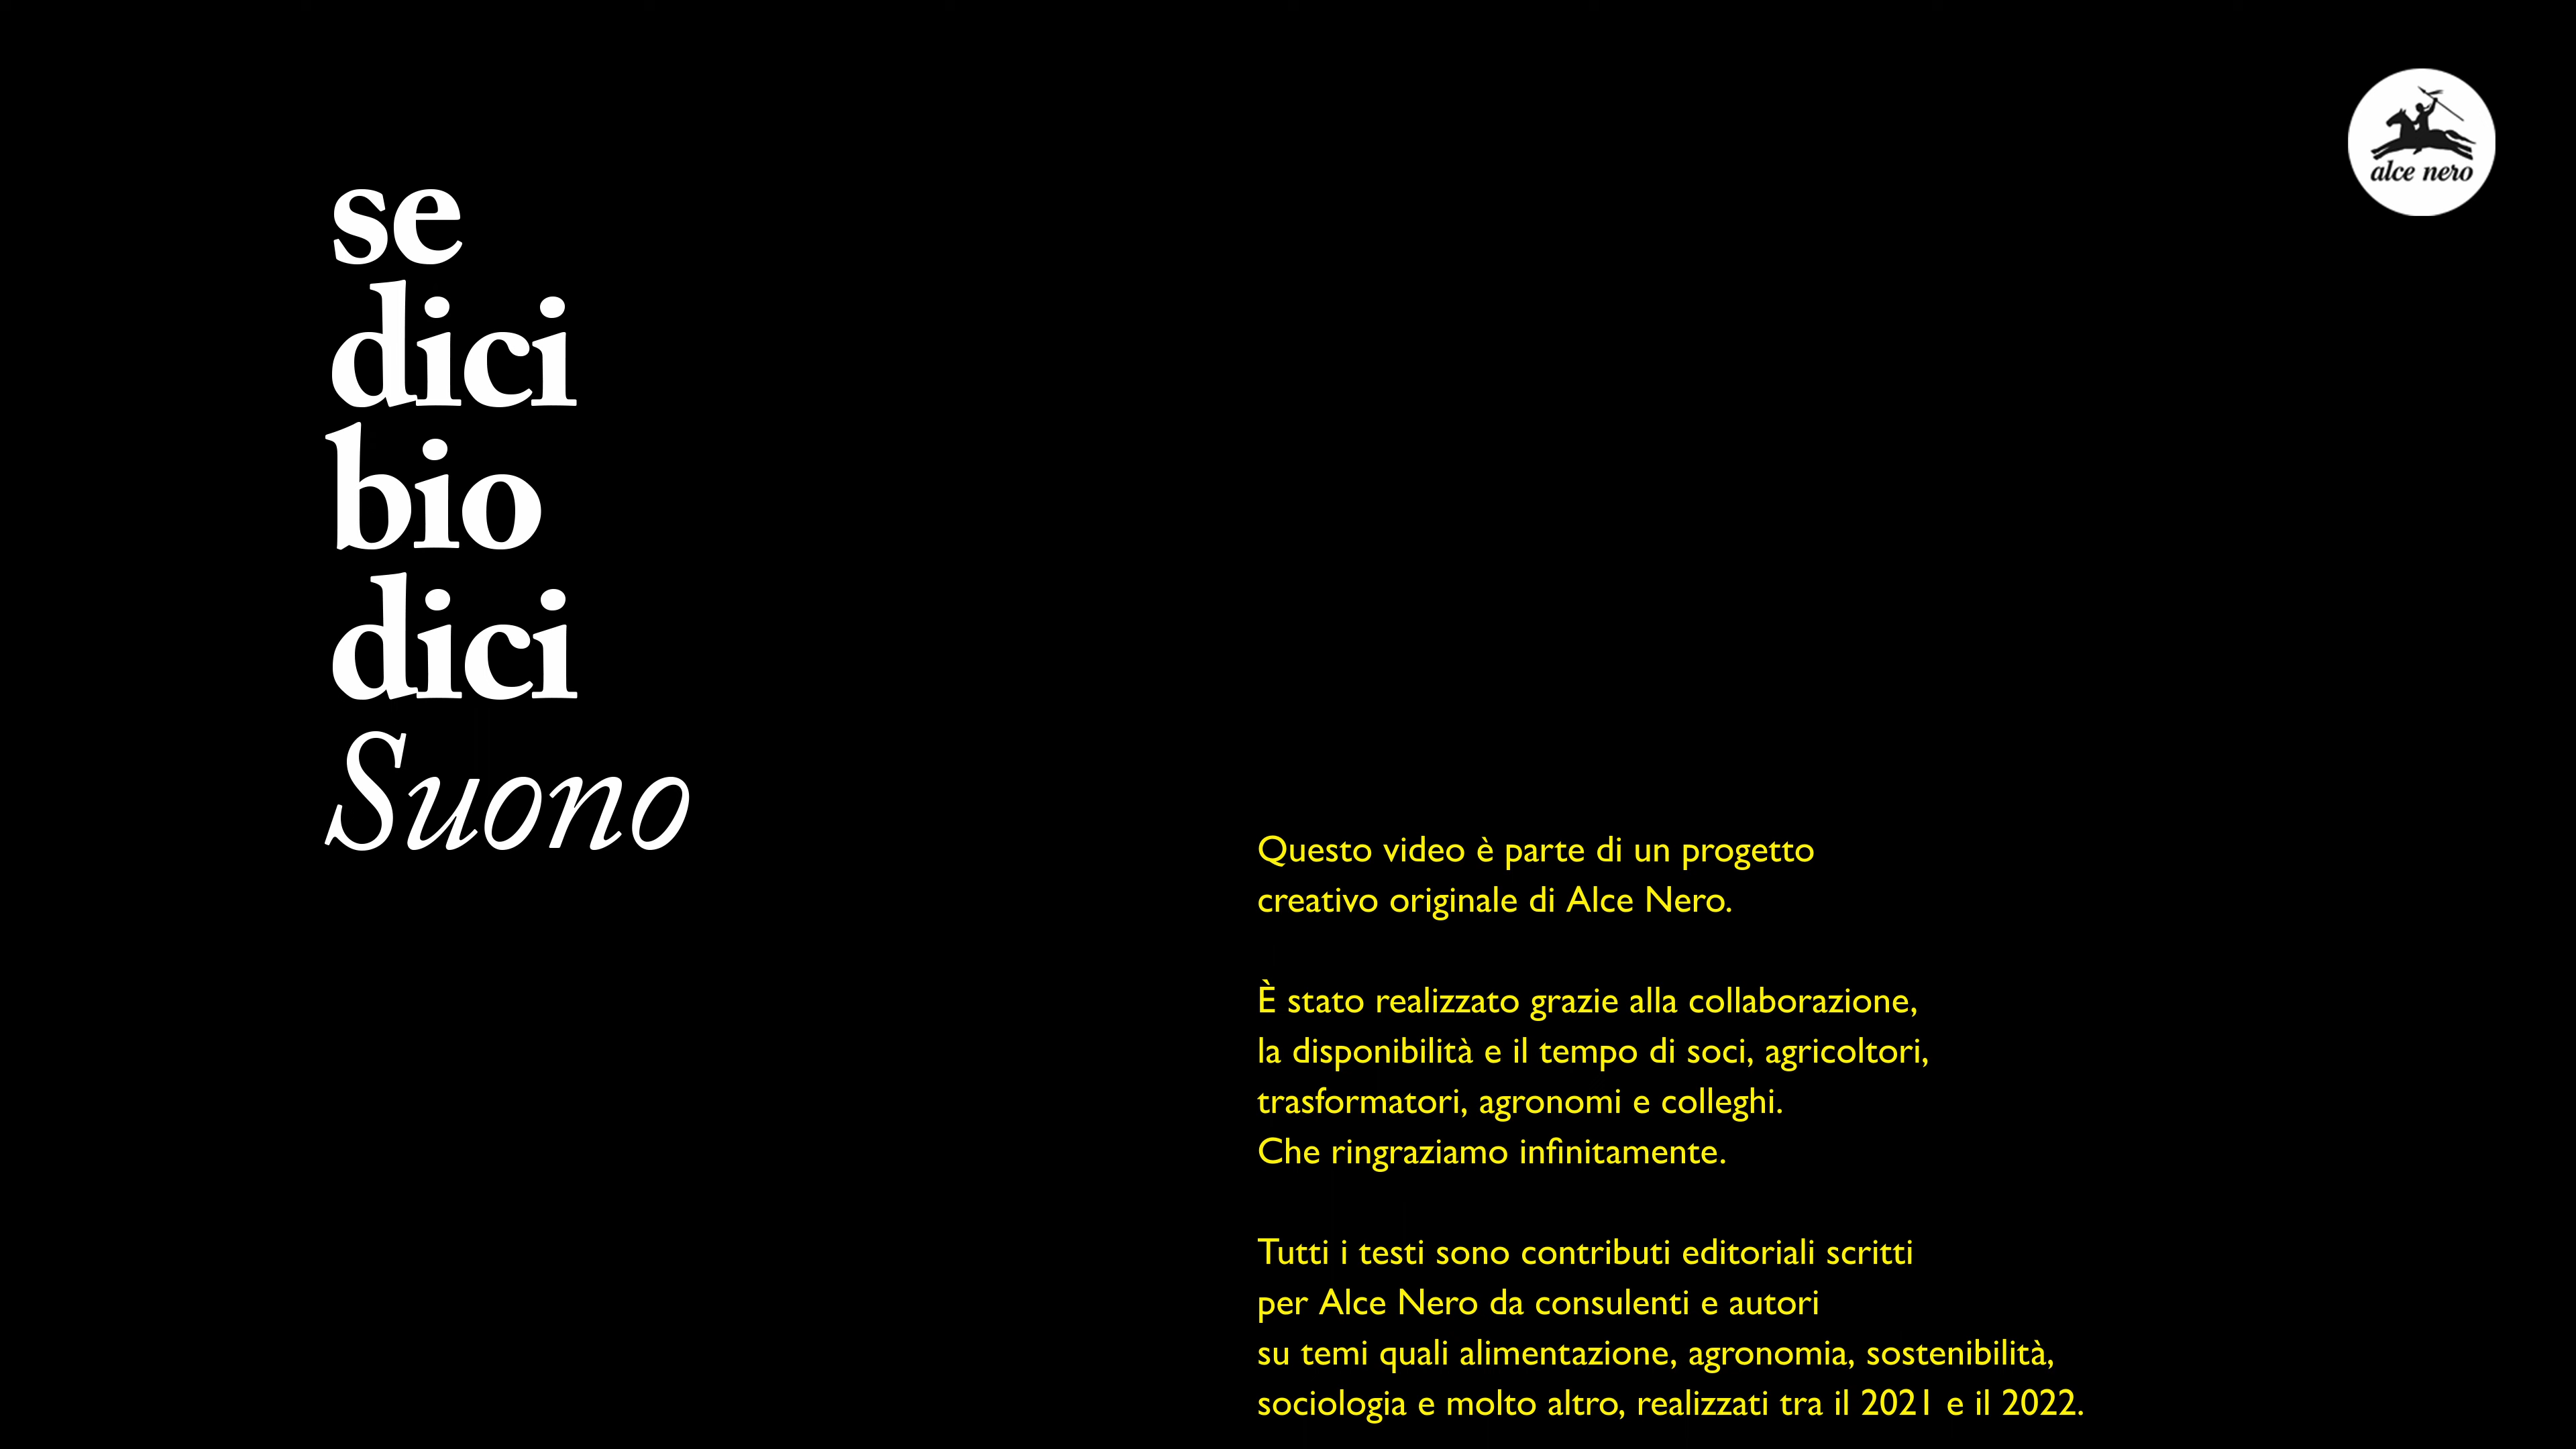 se
dici
bio
dici
Suono
alce nero
Questo video è parte di un progetto
creativo originale di Alce Nero.
È stato realizzato grazie alla collaborazione,
la disponibilità e il tempo di soci, agricoltori,
trasformatori, agronomi e colleghi.
Che ringraziamo infinitamente.
Tutti i testi sono contributi editoriali scritti
per Alce Nero da consulenti e autori
su temi quali alimentazione, agronomia, sostenibilità,
sociologia e molto altro, realizzati tra il 2021 e il 2022.